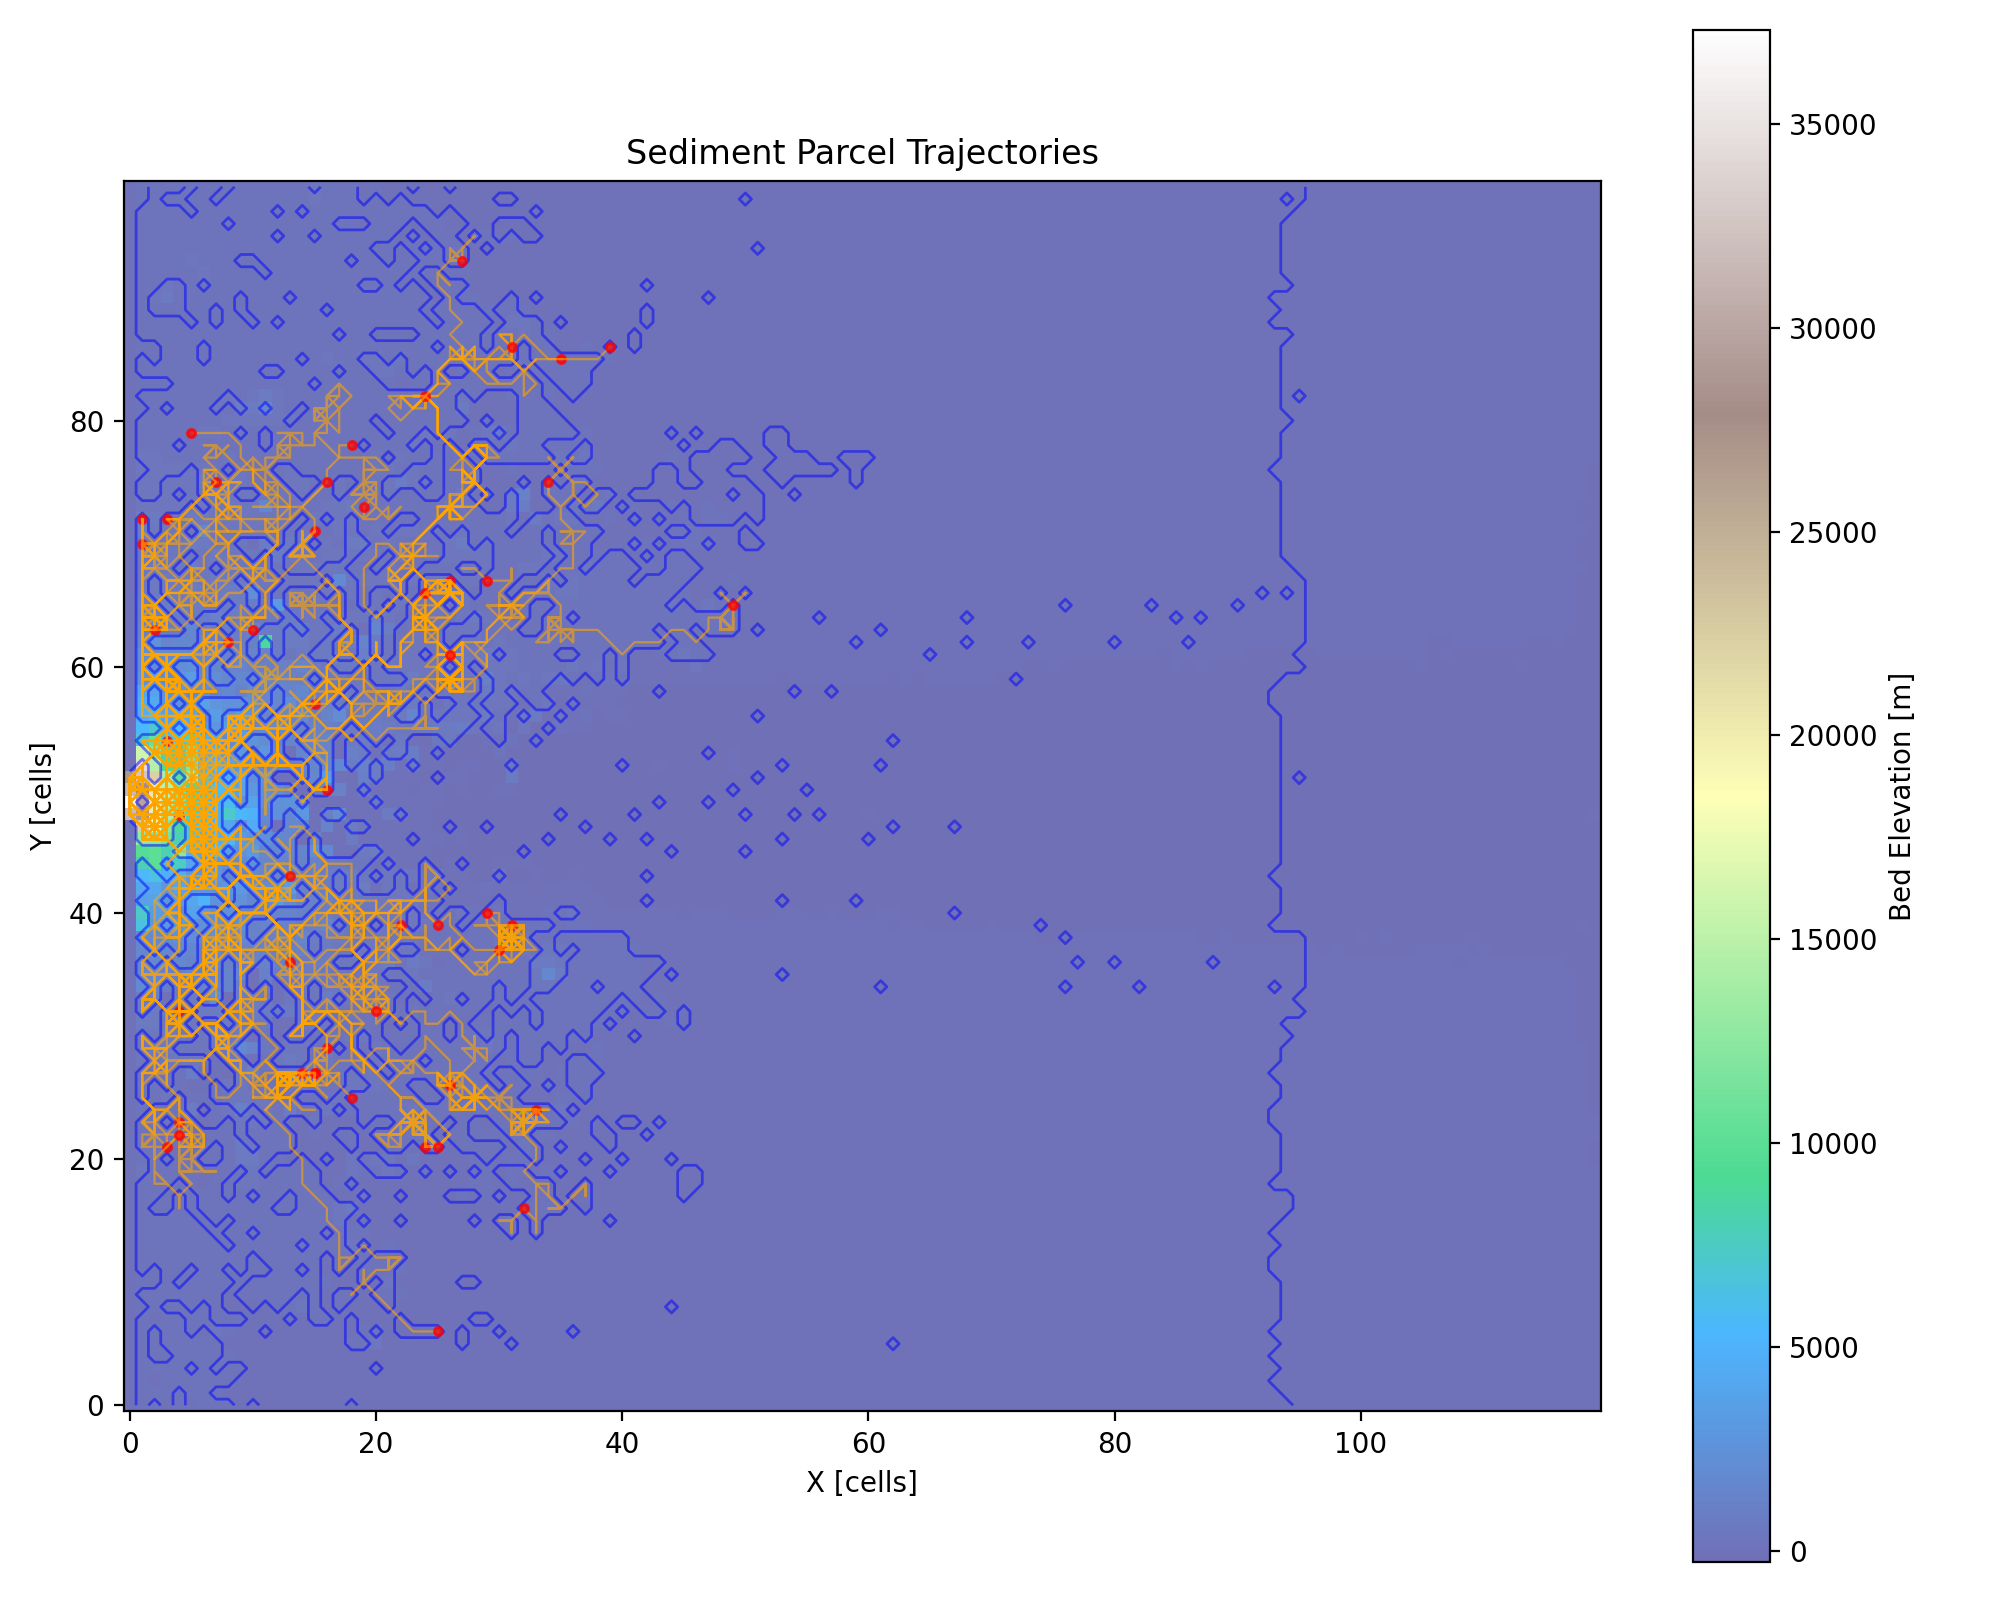 Sediment Parcel Trajectories
80
60
40
20
0
Y [cells]
0 20 40 60 80 100
X [cells]
35000
30000
25000
20000
15000
10000
5000
0
Bed Elevation [m]